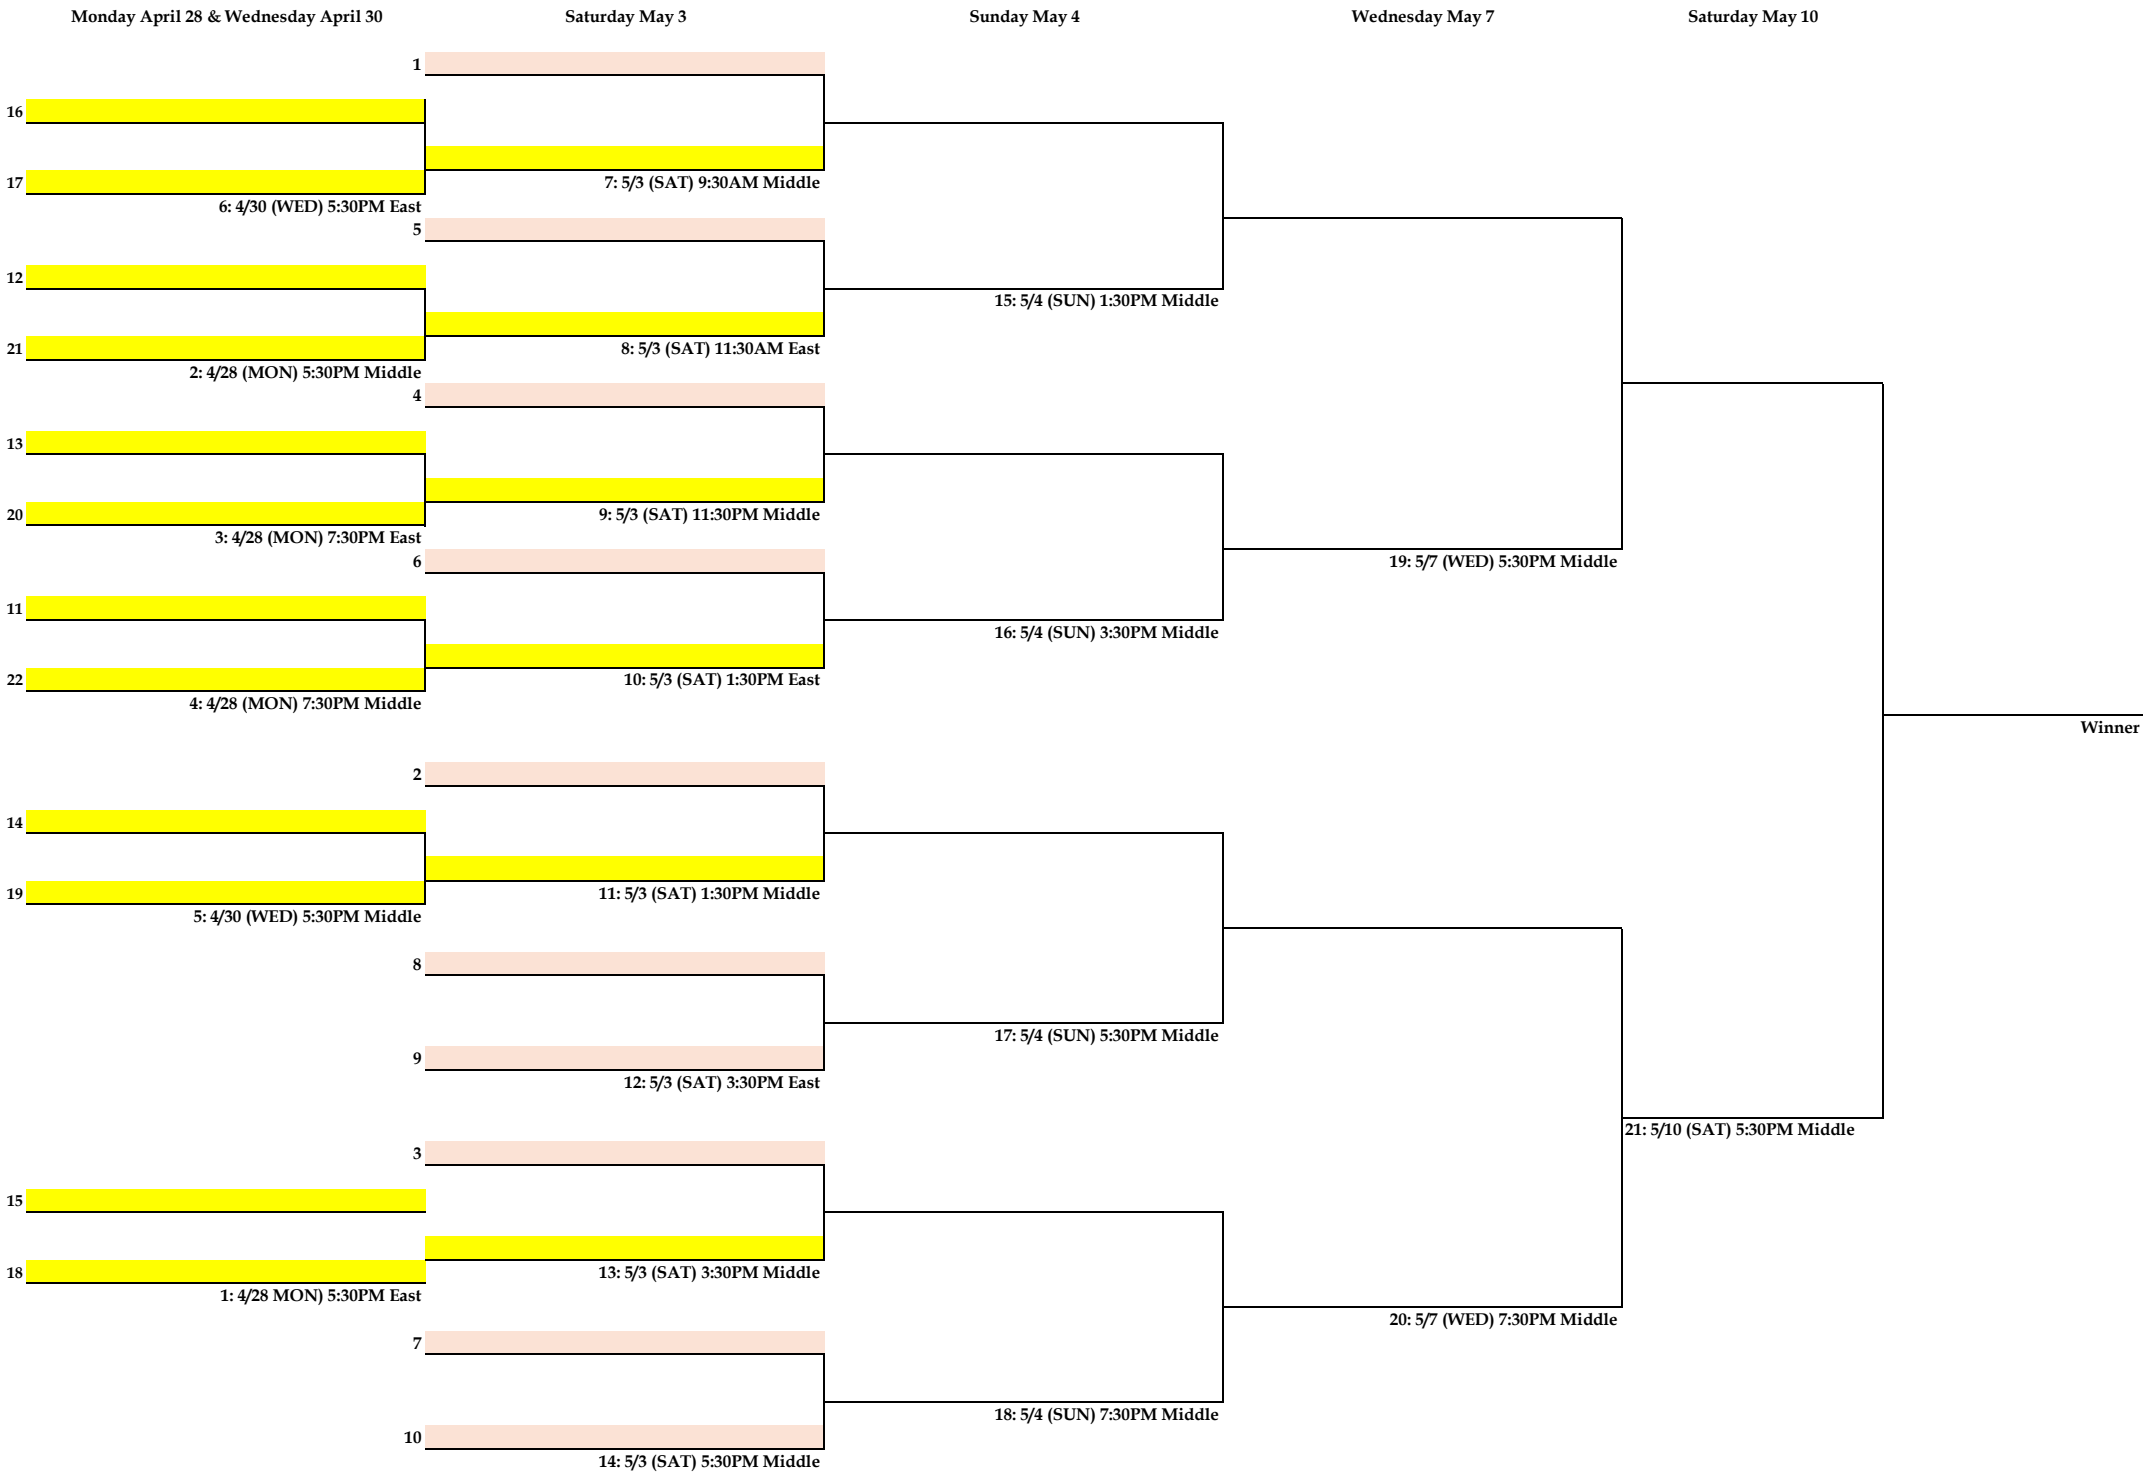 Monday April 28 & Wednesday April 30
Saturday May 3
Sunday May 4
Wednesday May 7
Saturday May 10
1
16
17
7: 5/3 (SAT) 9:30AM Middle
6: 4/30 (WED) 5:30PM East
5
12
15: 5/4 (SUN) 1:30PM Middle
21
8: 5/3 (SAT) 11:30AM East
2: 4/28 (MON) 5:30PM Middle
4
13
20
9: 5/3 (SAT) 11:30PM Middle
3: 4/28 (MON) 7:30PM East
6
19: 5/7 (WED) 5:30PM Middle
11
16: 5/4 (SUN) 3:30PM Middle
22
10: 5/3 (SAT) 1:30PM East
4: 4/28 (MON) 7:30PM Middle
Winner
2
14
19
11: 5/3 (SAT) 1:30PM Middle
5: 4/30 (WED) 5:30PM Middle
8
17: 5/4 (SUN) 5:30PM Middle
9
12: 5/3 (SAT) 3:30PM East
21: 5/10 (SAT) 5:30PM Middle
3
15
18
13: 5/3 (SAT) 3:30PM Middle
1: 4/28 MON) 5:30PM East
20: 5/7 (WED) 7:30PM Middle
7
18: 5/4 (SUN) 7:30PM Middle
10
14: 5/3 (SAT) 5:30PM Middle